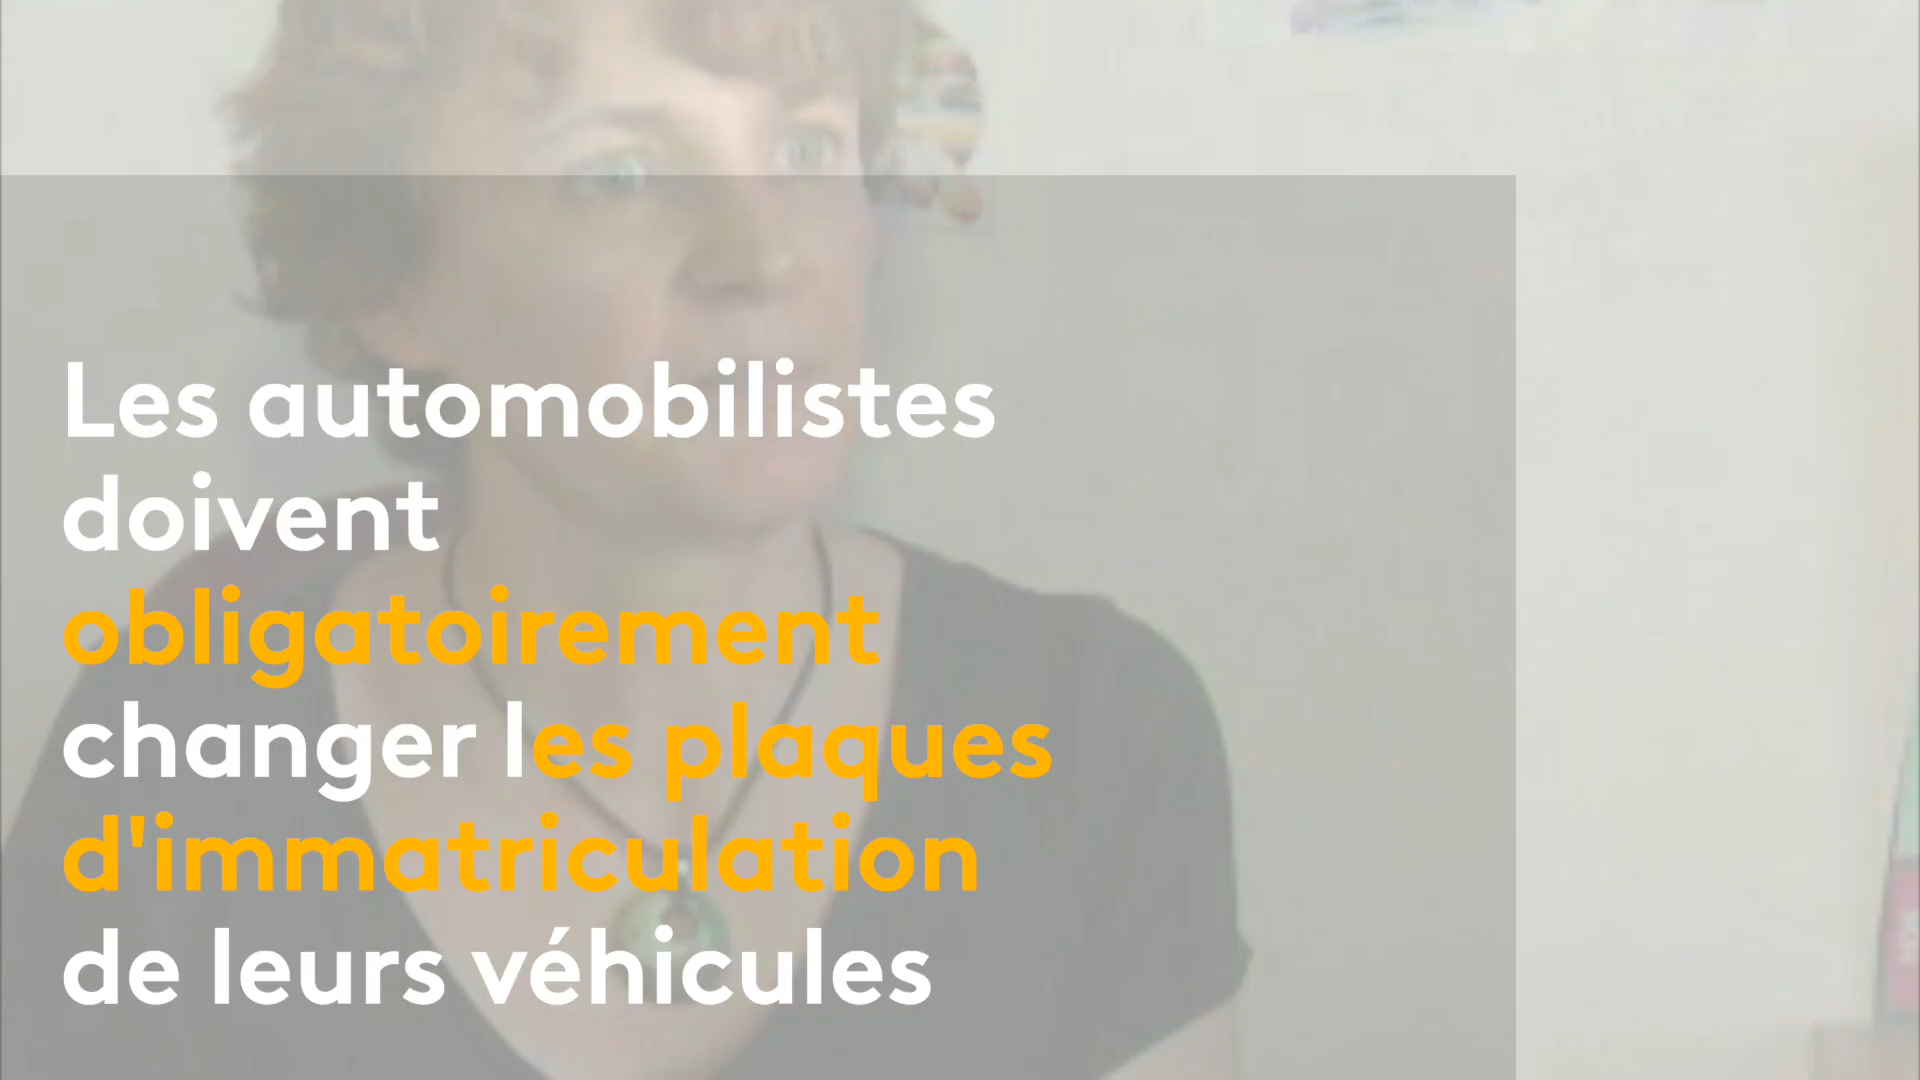 Les automobilistes
doivent
obligatoirement
changer les plaques
d'immatriculation
de leurs véhicules